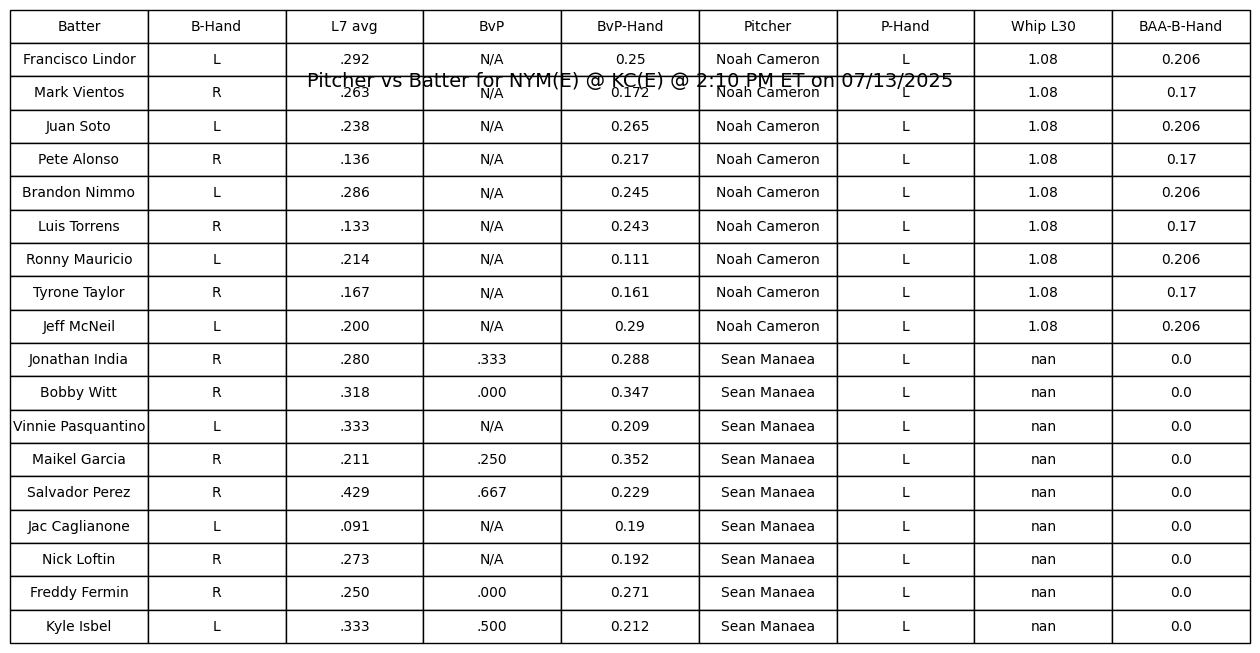 Batter B-Hand L7 avg BvP BvP-Hand Pitcher P-Hand Whip L30 BAA-B-Hand
Francisco Lindor L .292 N/A 0.25 Noah Cameron L 1.08 0.206
Pitcher vs Batter for NYM(E) @ KC(E) @ 2:10 PM ET on 07/13/2025
Mark Vientos R .263 N/A 0.172 Noah Cameron L 1.08 0.17
Juan Soto L .238 N/A 0.265 Noah Cameron L 1.08 0.206
Pete Alonso R .136 N/A 0.217 Noah Cameron L 1.08 0.17
Brandon Nimmo L .286 N/A 0.245 Noah Cameron L 1.08 0.206
Luis Torrens R .133 N/A 0.243 Noah Cameron L 1.08 0.17
Ronny Mauricio L .214 N/A 0.111 Noah Cameron L 1.08 0.206
Tyrone Taylor R .167 N/A 0.161 Noah Cameron L 1.08 0.17
Jeff McNeil L .200 N/A 0.29 Noah Cameron L 1.08 0.206
Jonathan India R .280 .333 0.288 Sean Manaea L nan 0.0
Bobby Witt R .318 .000 0.347 Sean Manaea L nan 0.0
Vinnie Pasquantino L .333 N/A 0.209 Sean Manaea L nan 0.0
Maikel Garcia R .211 .250 0.352 Sean Manaea L nan 0.0
Salvador Perez R .429 .667 0.229 Sean Manaea L nan 0.0
Jac Caglianone L .091 N/A 0.19 Sean Manaea L nan 0.0
Nick Loftin R .273 N/A 0.192 Sean Manaea L nan 0.0
Freddy Fermin R .250 .000 0.271 Sean Manaea L nan 0.0
Kyle Isbel L .333 .500 0.212 Sean Manaea L nan 0.0